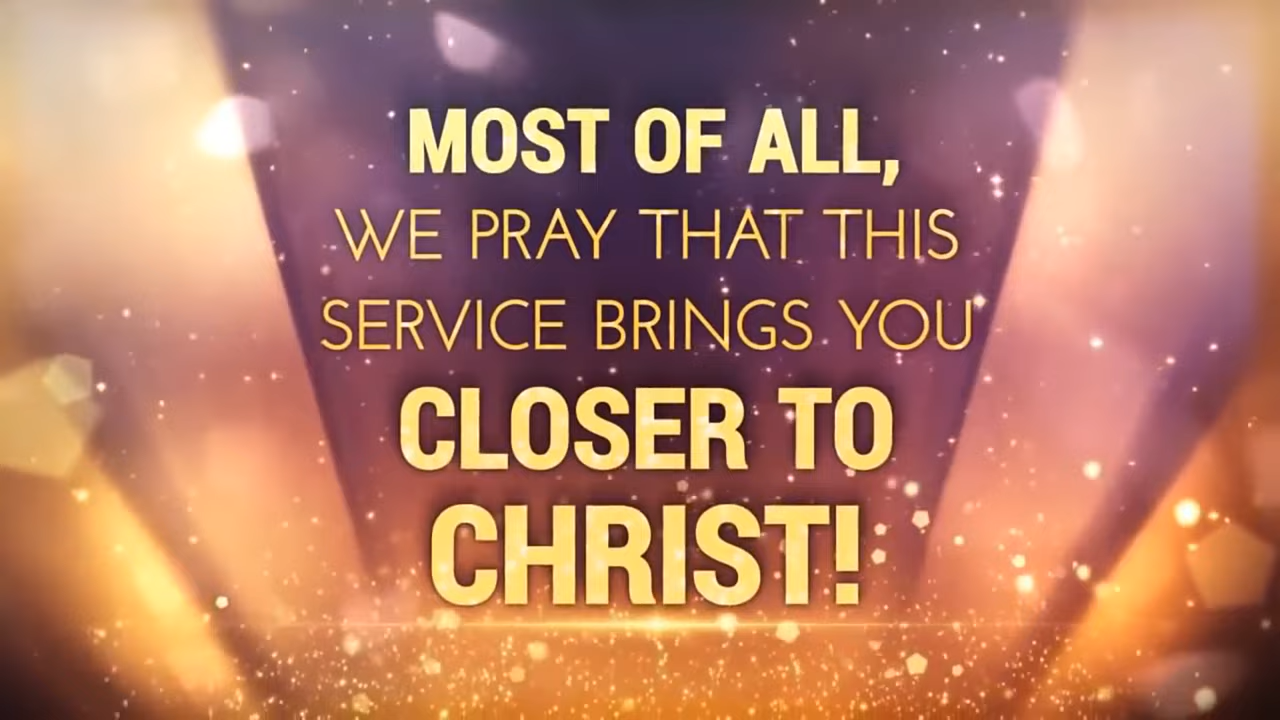 MOST OF ALL,
WE PRAY THAT THIS
SERVICE BRINGS YOU
CLOSER TO
CHRIST!